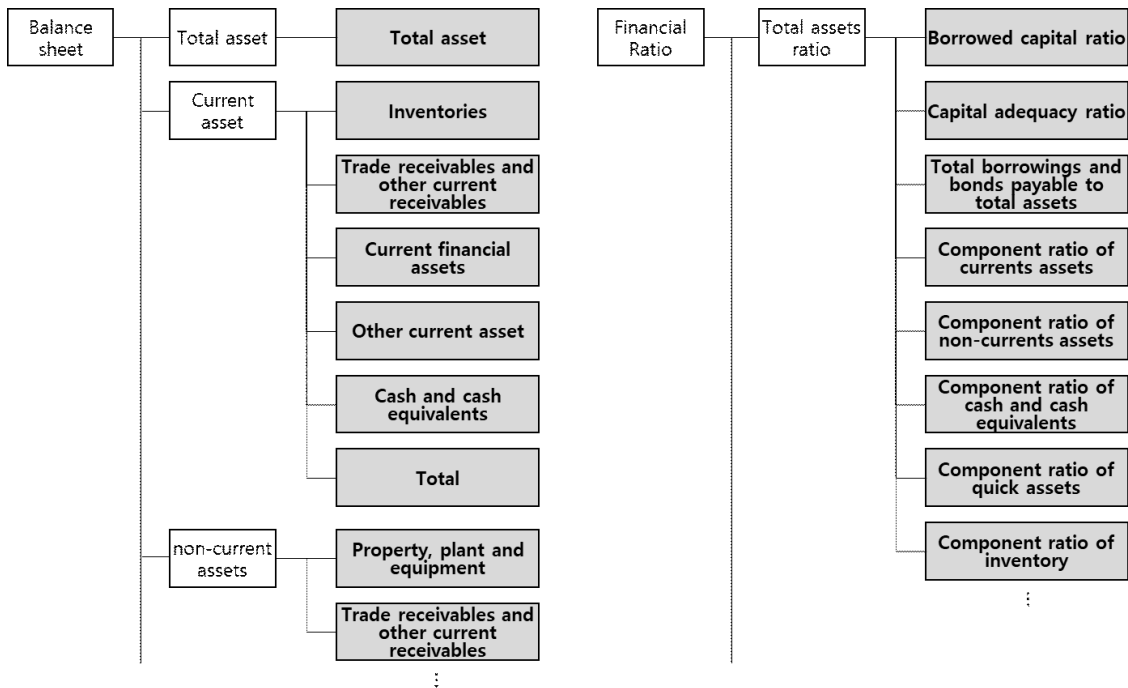 Balance
sheet
Total asset
Total asset
Current
asset
Inventories
Trade receivables and
other current
receivables
Current financial
assets
Other current asset
Cash and cash
equivalents
Total
non-current
assets
Property, plant and
equipment
Trade receivables and
other current
receivables
⋮
Financial
Ratio
Total assets
ratio
Borrowed capital ratio
Capital adequacy ratio
Total borrowings and
bonds payable to
total assets
Component ratio of
currents assets
Component ratio of
non-currents assets
Component ratio of
cash and cash
equivalents
Component ratio of
quick assets
Component ratio of
inventory
⋮